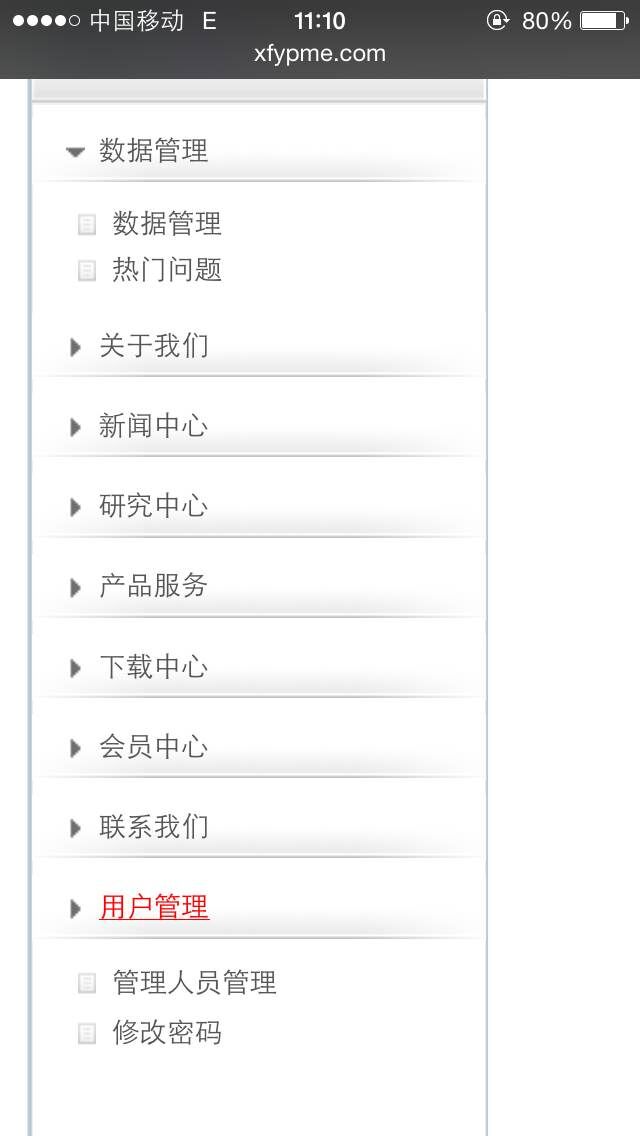 中国移动 E 11:10 80%
xfypme.com
数据管理
数据管理
热门问题
关于我们
新闻中心
研究中心
产品服务
下载中心
会员中心
联系我们
用户管理
管理人员管理
修改密码